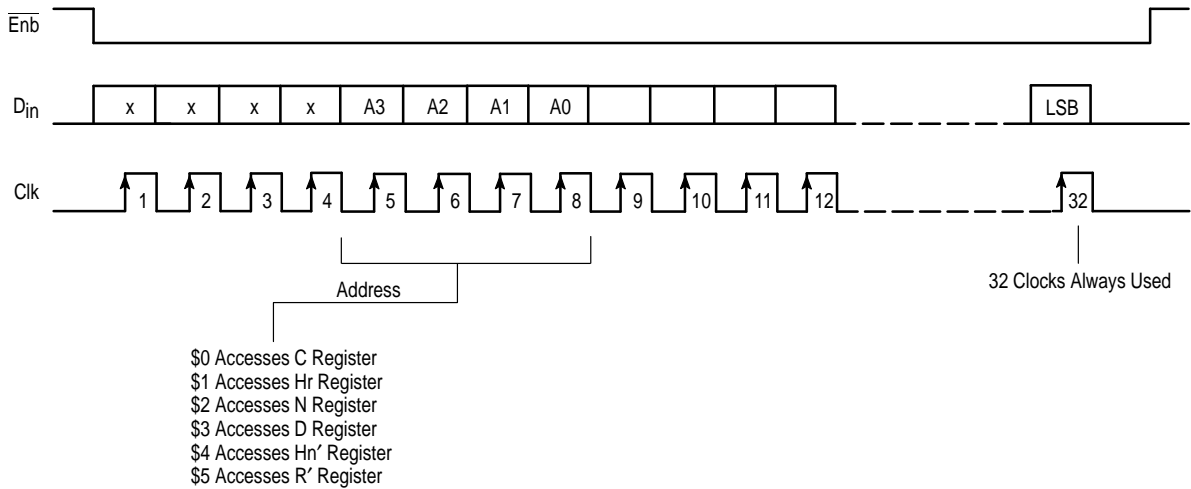 Enb
Din
x x x x A3 A2 A1 A0 LSB
Clk
1 2 3 4 5 6 7 8 9 10 11 12 32
Address
32 Clocks Always Used
$0 Accesses C Register
$1 Accesses Hr Register
$2 Accesses N Register
$3 Accesses D Register
$4 Accesses Hn′ Register
$5 Accesses R′ Register